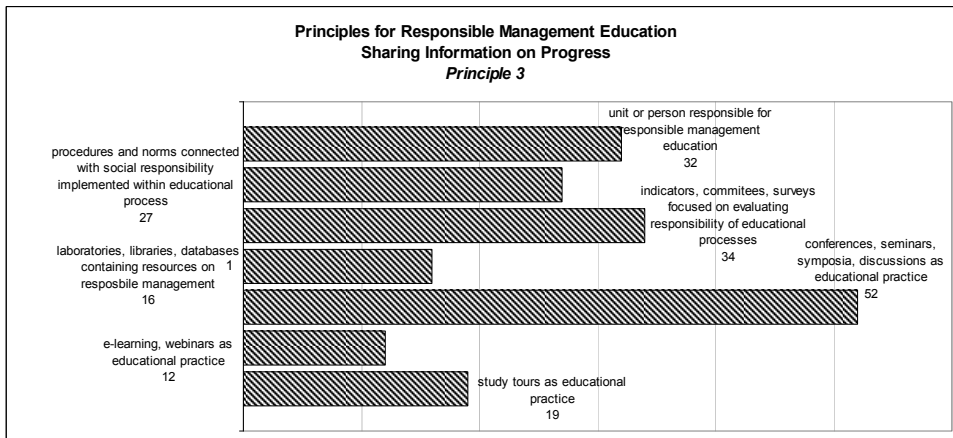 Principles for Responsible Management Education
Sharing Information on Progress
Principle 3
unit or person responsible for
responsible management
education
32
procedures and norms connected
with social responsibility
implemented within educational
process
27
indicators, commitees, surveys
focused on evaluating
responsibility of educational
processes
34
laboratories, libraries, databases
containing resources on
resposbile management
16
1
conferences, seminars,
symposia, discussions as
educational practice
52
e-learning, webinars as
educational practice
12
study tours as educational
practice
19